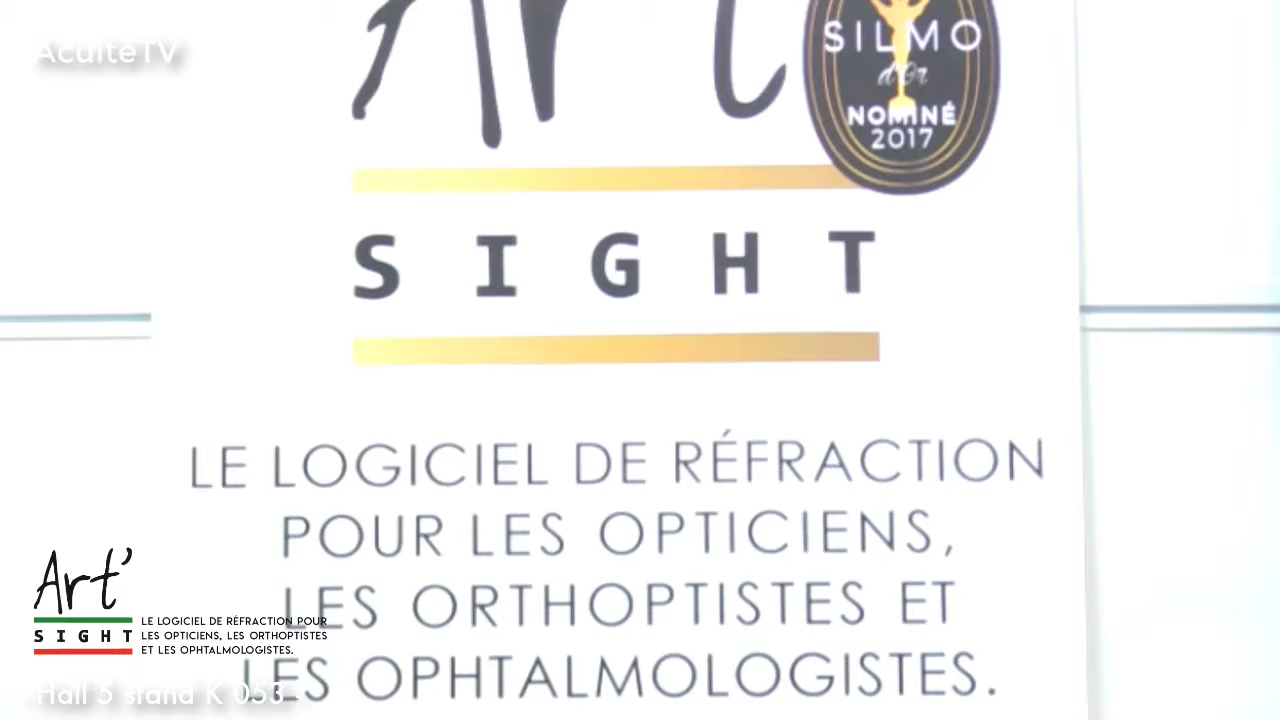 AcuiteTV
Art'
SILMO
d'Or
NOMINÉ
2017
SIGHT
LE LOGICIEL DE RÉFRACTION
POUR LES OPTICIENS,
LES ORTHOPTISTES ET
LES OPHTALMOLOGISTES.
Art'
SIGHT
LE LOGICIEL DE RÉFRACTION POUR
LES OPTICIENS, LES ORTHOPTISTES
ET LES OPHTALMOLOGISTES.
Hall 5 stand K 053